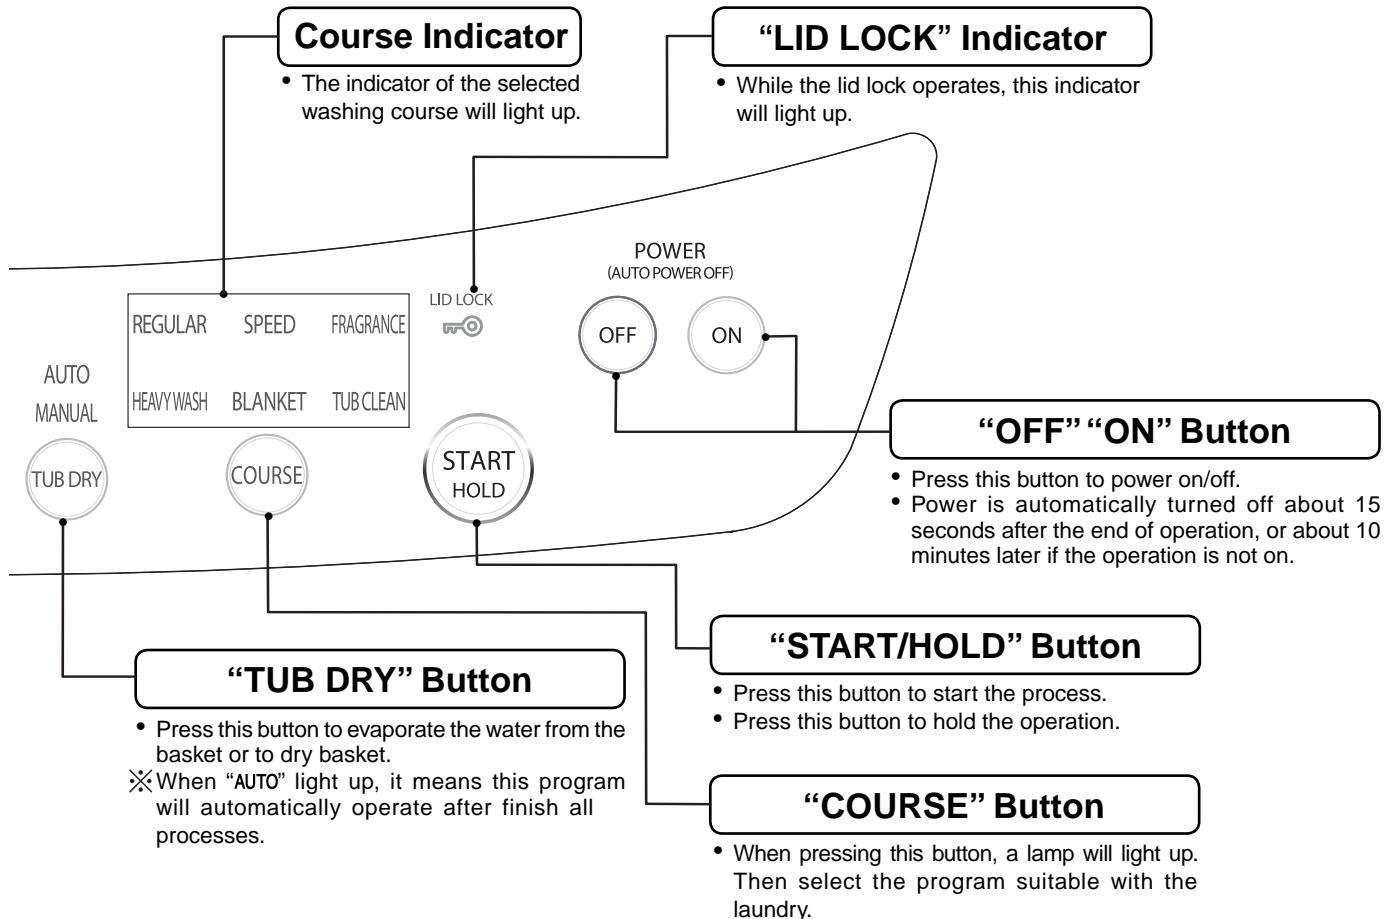 Course Indicator
• The indicator of the selected
washing course will light up.
“LID LOCK” Indicator
• While the lid lock operates, this indicator
will light up.
POWER
(AUTO POWER OFF)
OFF
ON
LID LOCK
REGULAR SPEED FRAGRANCE
HEAVY WASH BLANKET TUB CLEAN
AUTO
MANUAL
TUB DRY
COURSE
START
HOLD
“OFF” “ON” Button
• Press this button to power on/off.
• Power is automatically turned off about 15
seconds after the end of operation, or about 10
minutes later if the operation is not on.
“START/HOLD” Button
• Press this button to start the process.
• Press this button to hold the operation.
“TUB DRY” Button
• Press this button to evaporate the water from the
basket or to dry basket.
※When “AUTO” light up, it means this program
will automatically operate after finish all
processes.
“COURSE” Button
• When pressing this button, a lamp will light up.
Then select the program suitable with the
laundry.